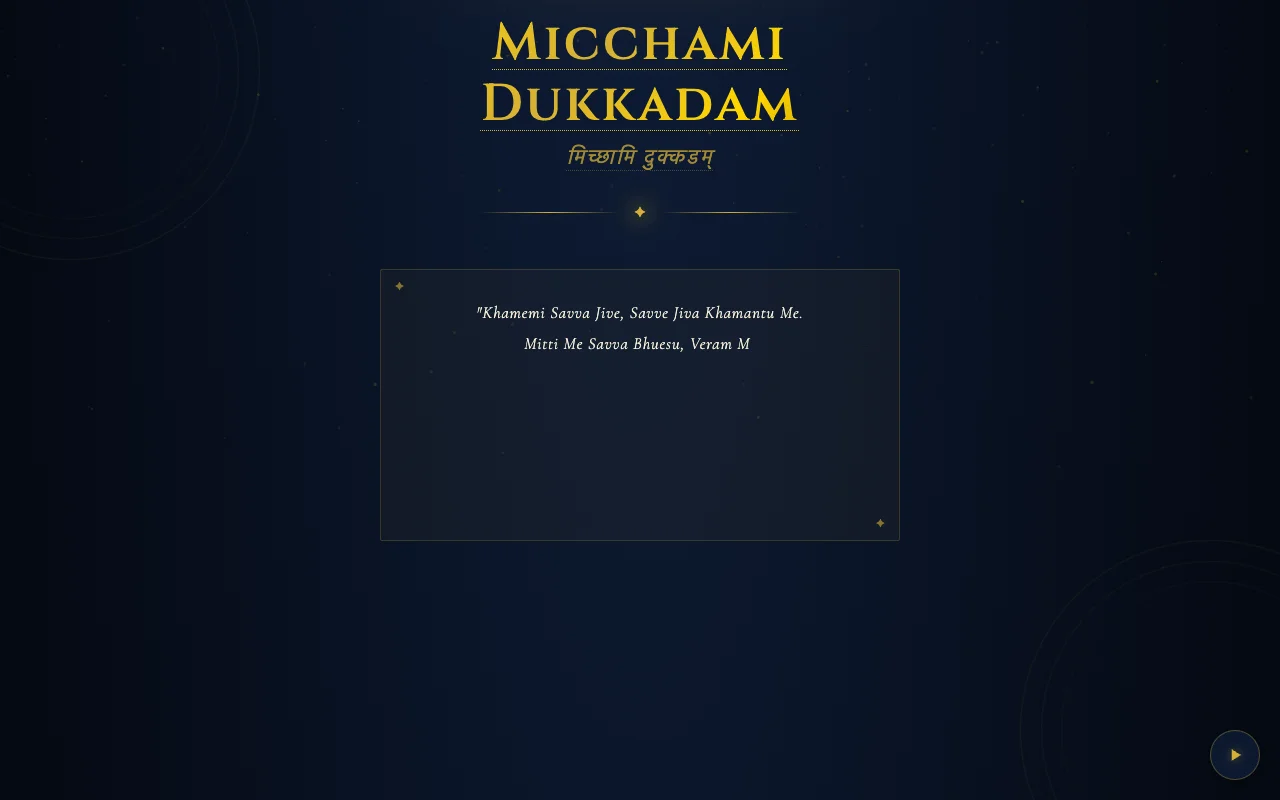 Micchami
Dukkadam
मिच्छामि दुक्कडम्
"Khamemi Savva Jive, Savve Jiva Khamantu Me.
Mitti Me Savva Bhuesu, Veram M